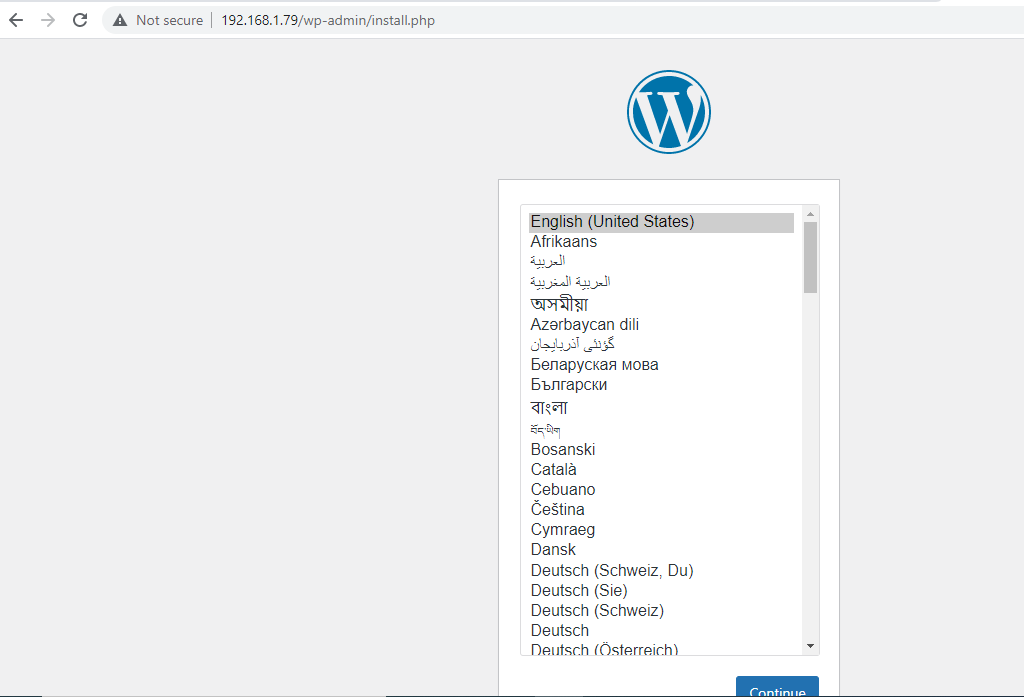 Not secure | 192.168.1.79/wp-admin/install.php
English (United States)
Afrikaans
العربية
العربية المغربية
অসমীয়া
Azərbaycan dili
گؤنئی آذربایجان
Беларуская мова
Български
বাংলা
བོད་ཡིག
Bosanski
Català
Cebuano
Čeština
Cymraeg
Dansk
Deutsch (Schweiz, Du)
Deutsch (Sie)
Deutsch (Schweiz)
Deutsch
Deutsch (Österreich)
Continue